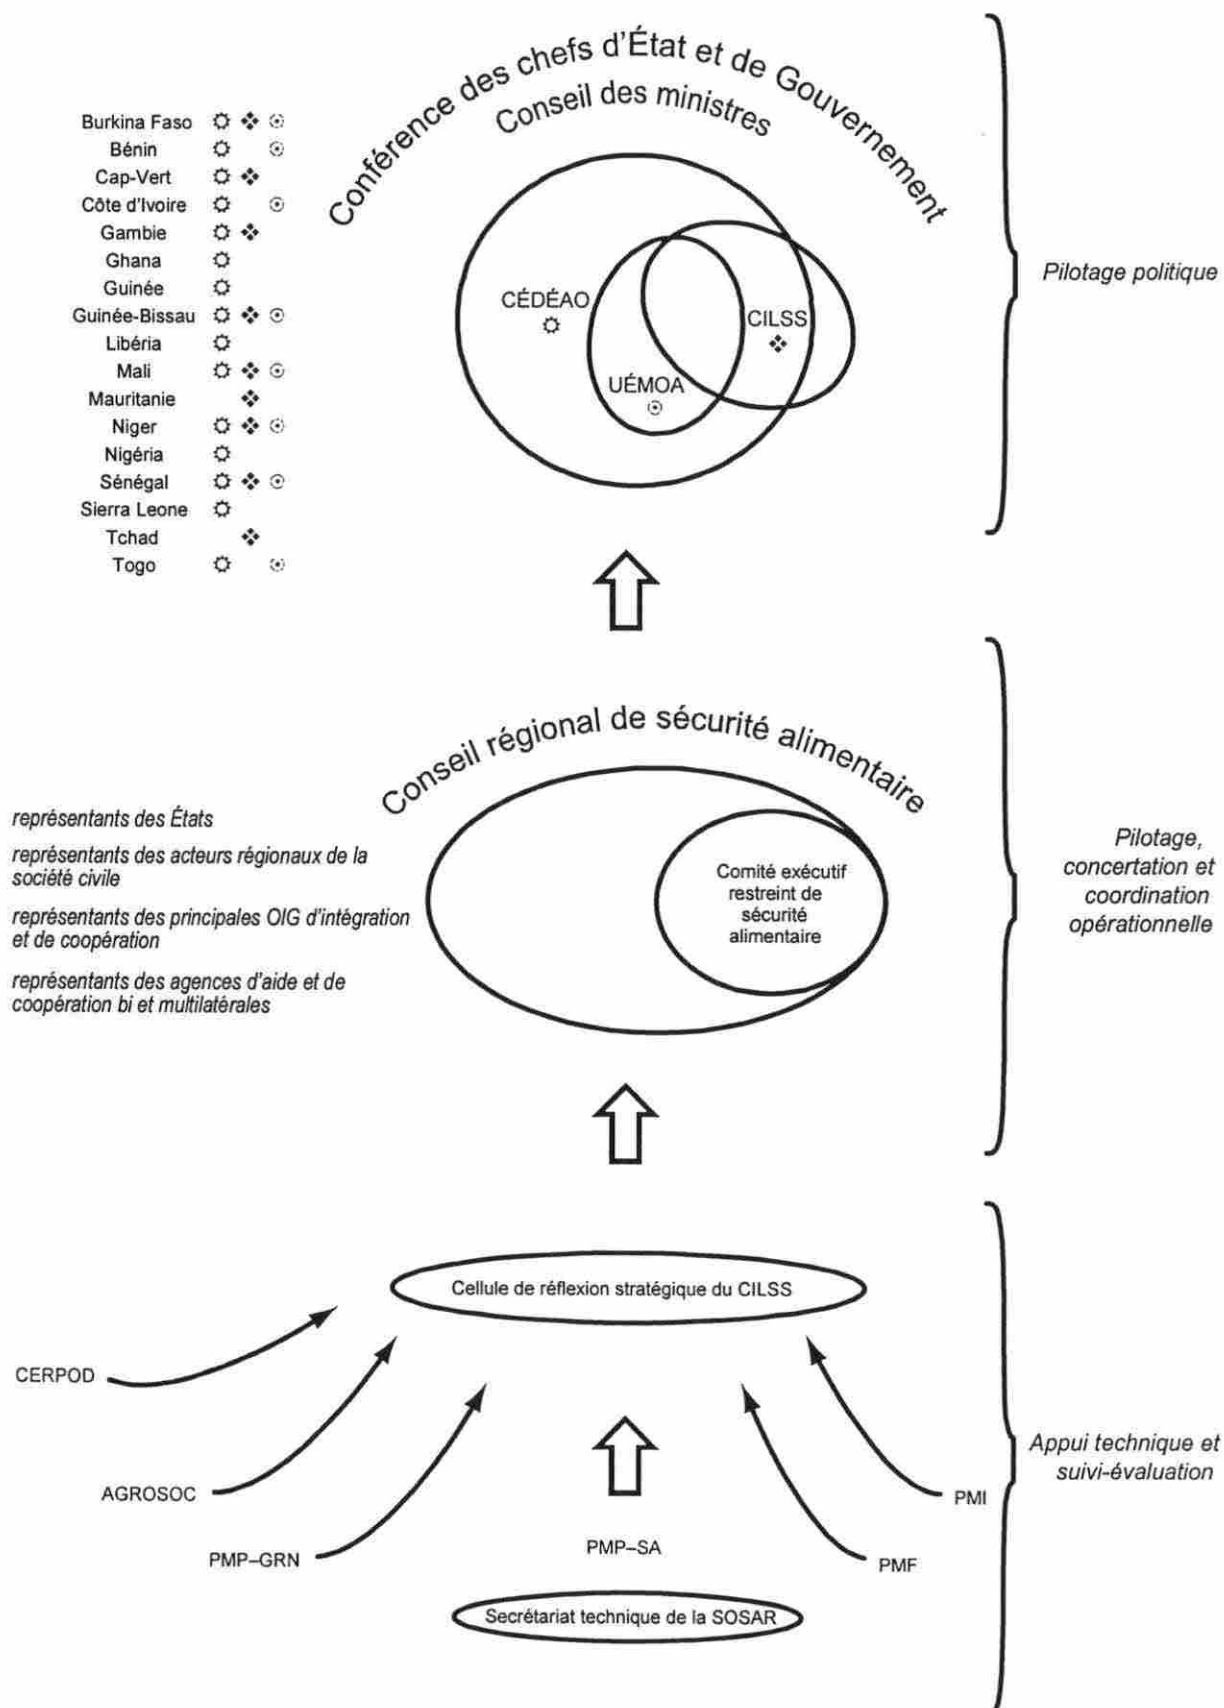 Conférence des chefs d'État et de Gouvernement
Conseil des ministres
Burkina Faso
Bénin
Cap-Vert
Côte d'Ivoire
Gambie
Ghana
Guinée
Guinée-Bissau
Libéria
Mali
Mauritanie
Niger
Nigéria
Sénégal
Sierra Leone
Tchad
Togo
CÉDÉAO
CILSS
UÉMOA
Pilotage politique
Conseil régional de sécurité alimentaire
représentants des États
représentants des acteurs régionaux de la
société civile
représentants des principales OIG d'intégration
et de coopération
représentants des agences d'aide et de
coopération bi et multilatérales
Comité exécutif
restreint de
sécurité
alimentaire
Pilotage,
concertation et
coordination
opérationnelle
Cellule de réflexion stratégique du CILSS
CERPOD
AGROSOC
PMP–GRN
PMP–SA
PMF
PMI
Secrétariat technique de la SOSAR
Appui technique et
suivi-évaluation